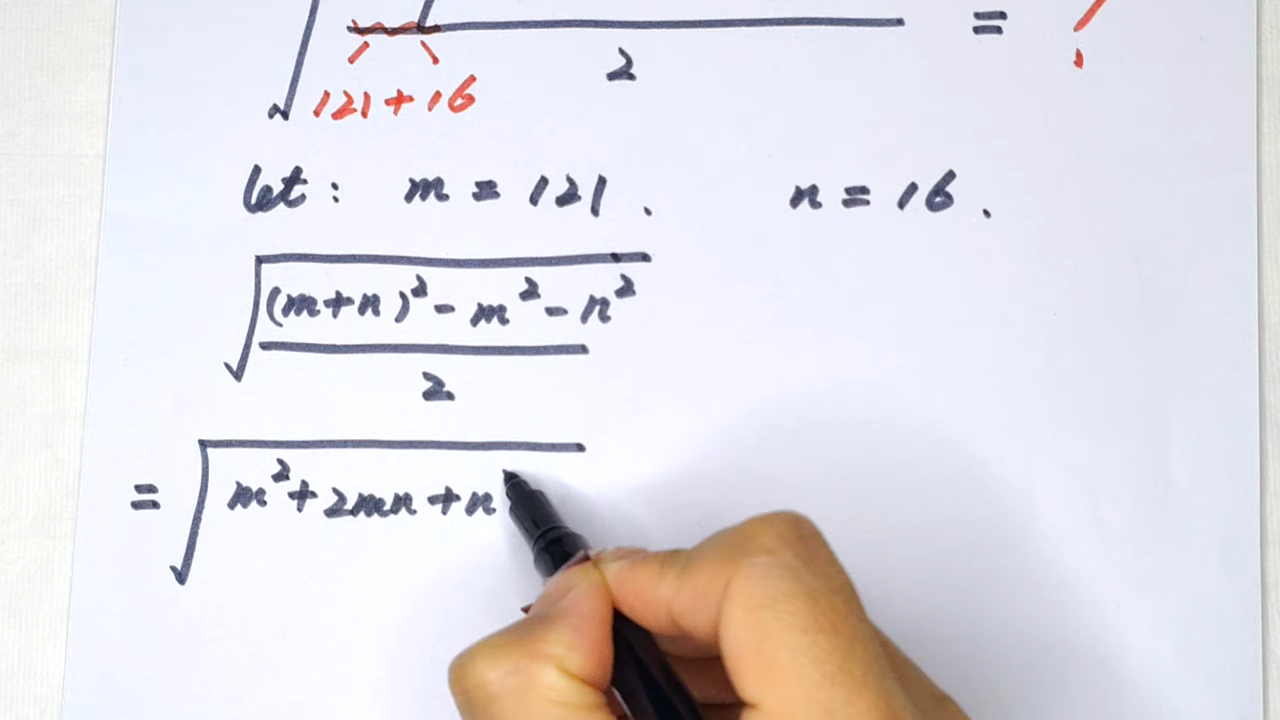 = ?
2
121 + 16
let : m = 121 . n = 16 .
√((m+n)² - m² - n²
2
= √(m² + 2mn + n